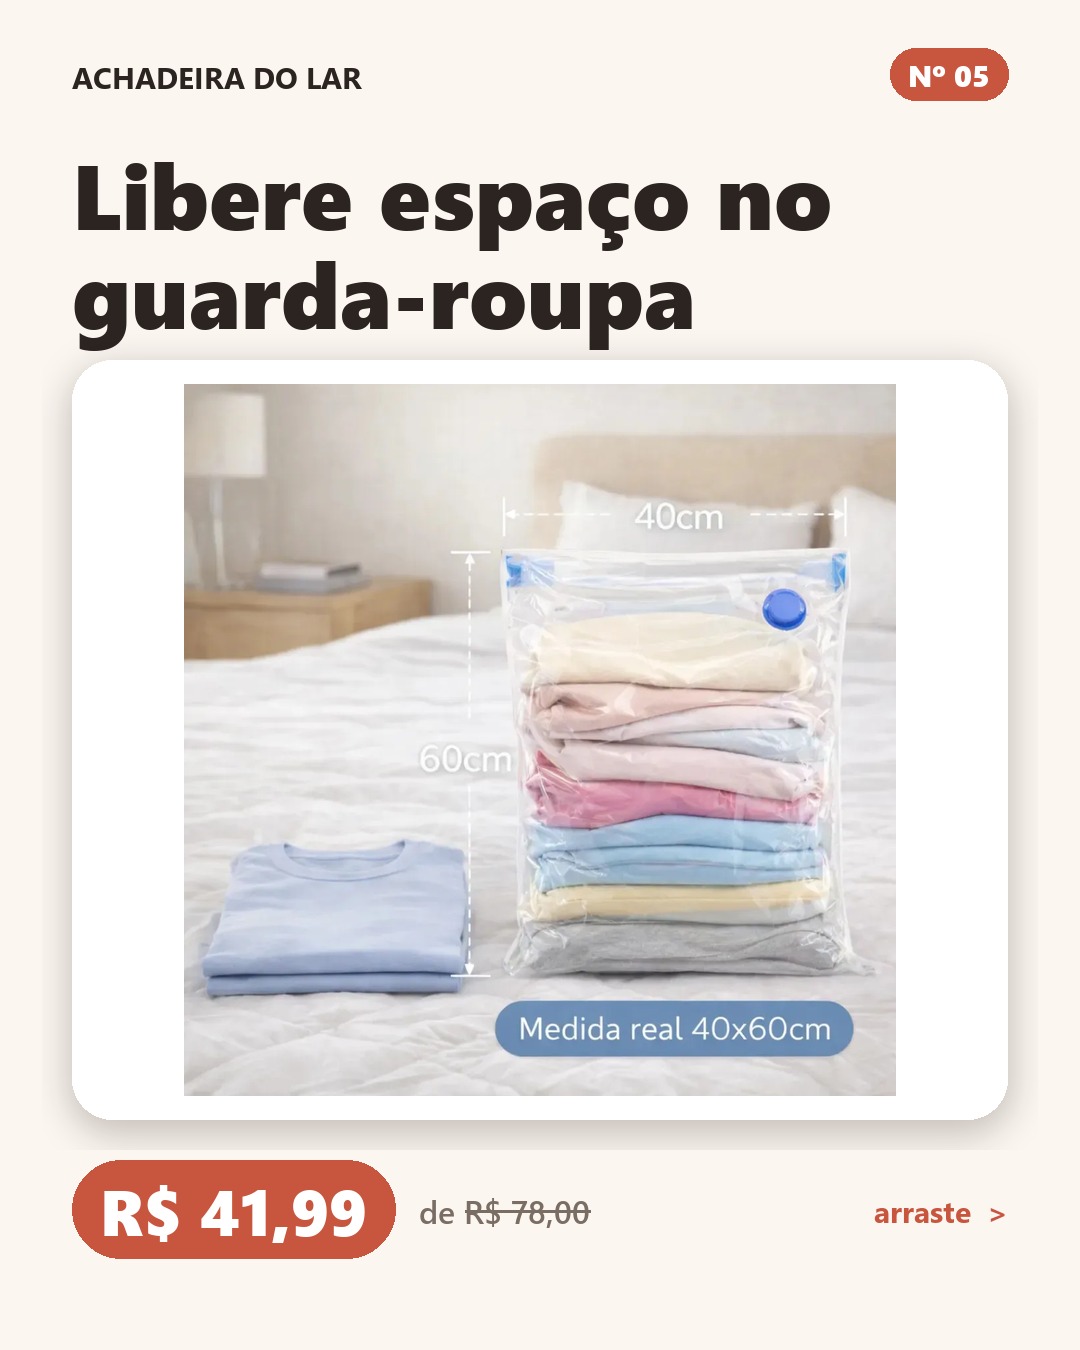 ACHADEIRA DO LAR
Nº 05
Libere espaço no
guarda-roupa
40cm
60cm
Medida real 40x60cm
R$ 41,99
de R$ 78,00
arraste >